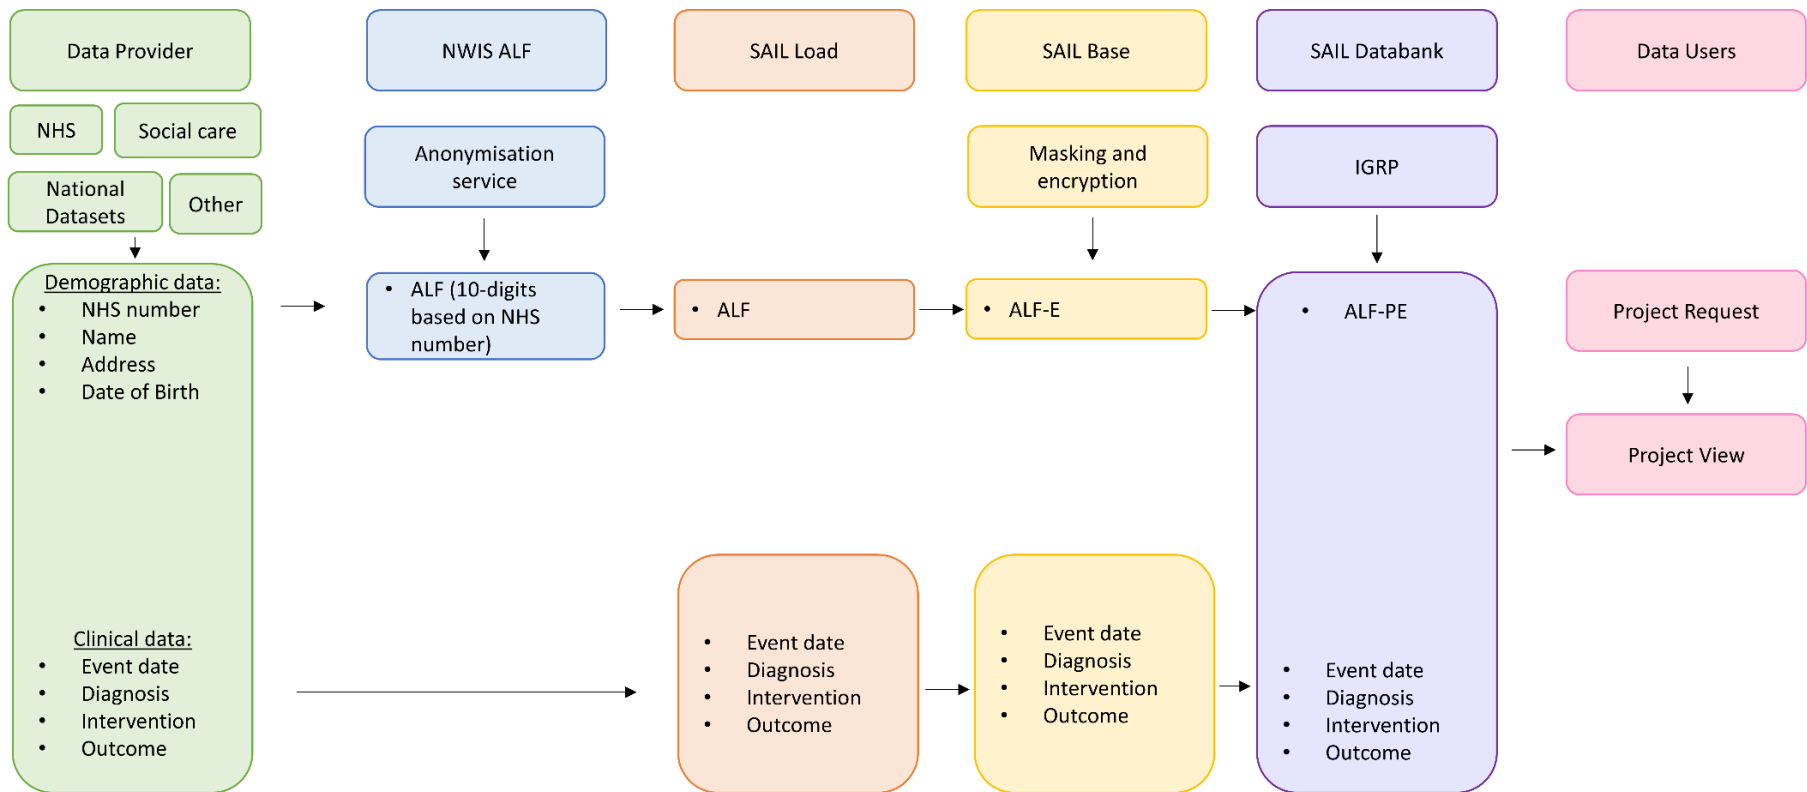 Data Provider
NWIS ALF
SAIL Load
SAIL Base
SAIL Databank
Data Users
NHS
Social care
National
Datasets
Other
Anonymisation
service
Masking and
encryption
IGRP
Demographic data:
• NHS number
• Name
• Address
• Date of Birth
• ALF (10-digits
based on NHS
number)
• ALF
• ALF-E
• ALF-PE
Project Request
Project View
Clinical data:
• Event date
• Diagnosis
• Intervention
• Outcome
• Event date
• Diagnosis
• Intervention
• Outcome
• Event date
• Diagnosis
• Intervention
• Outcome
• Event date
• Diagnosis
• Intervention
• Outcome